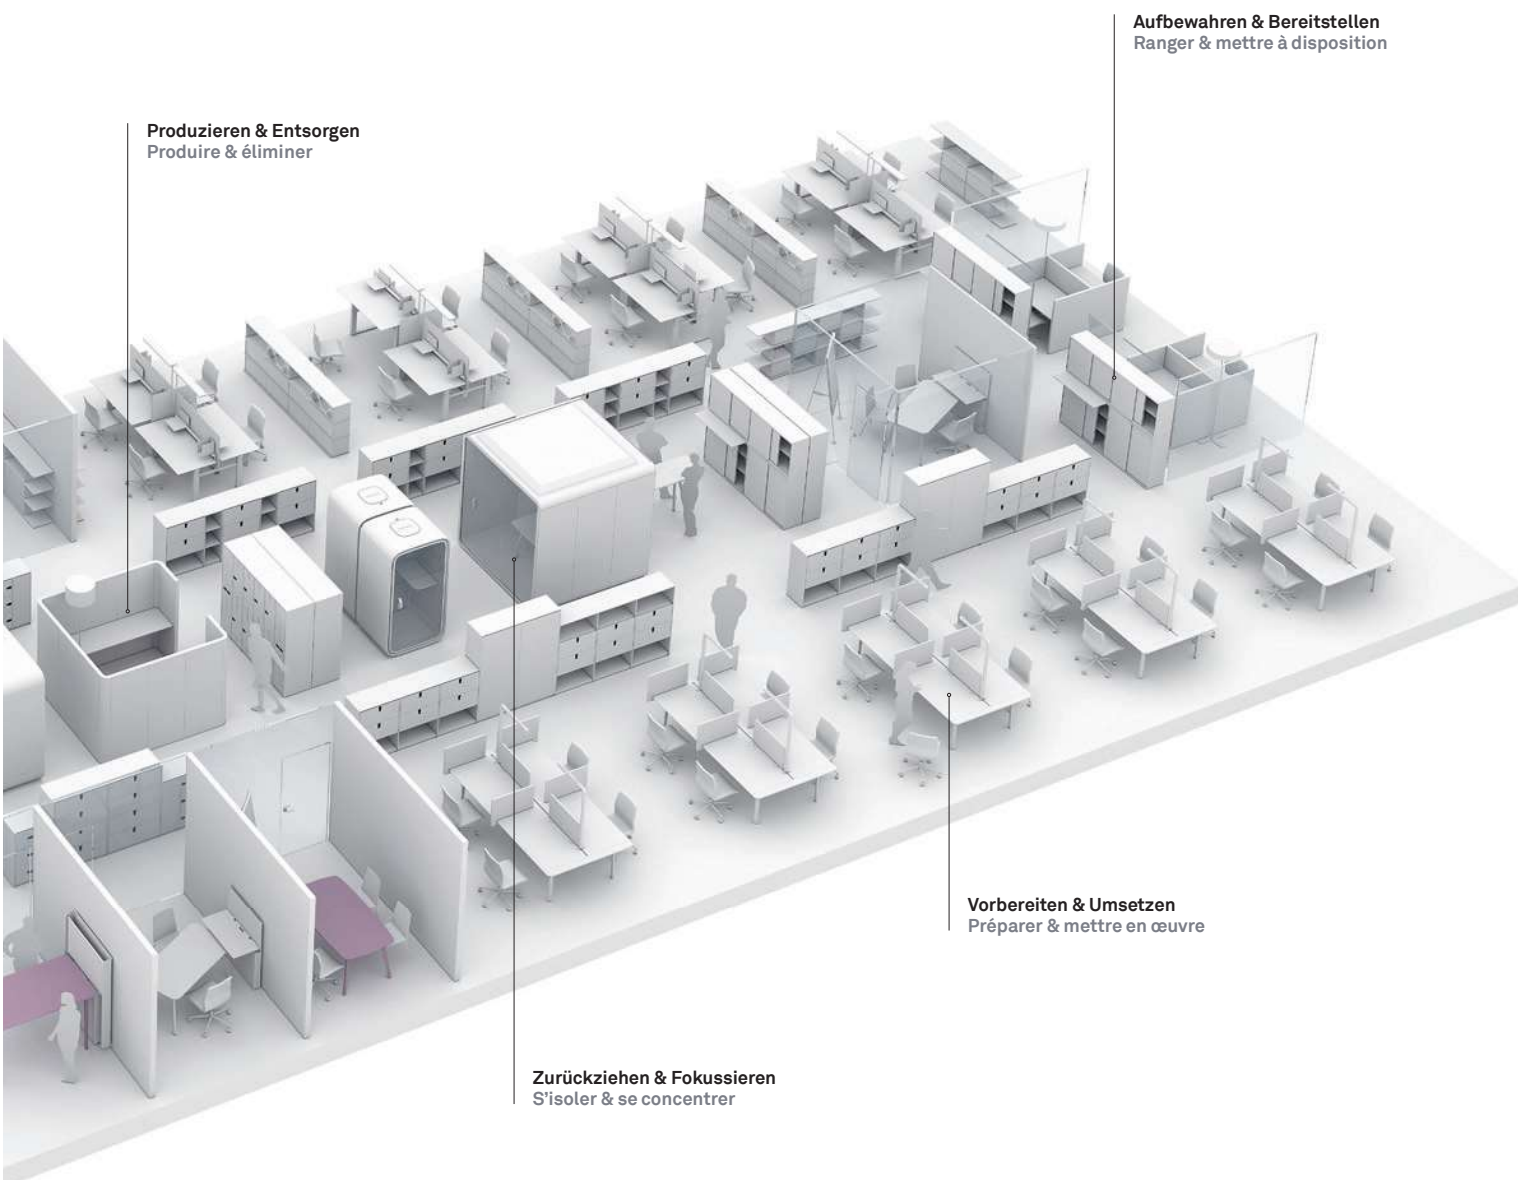 Aufbewahren & Bereitstellen
Ranger & mettre à disposition
Produzieren & Entsorgen
Produire & éliminer
Vorbereiten & Umsetzen
Préparer & mettre en œuvre
Zurückziehen & Fokussieren
S'isoler & se concentrer